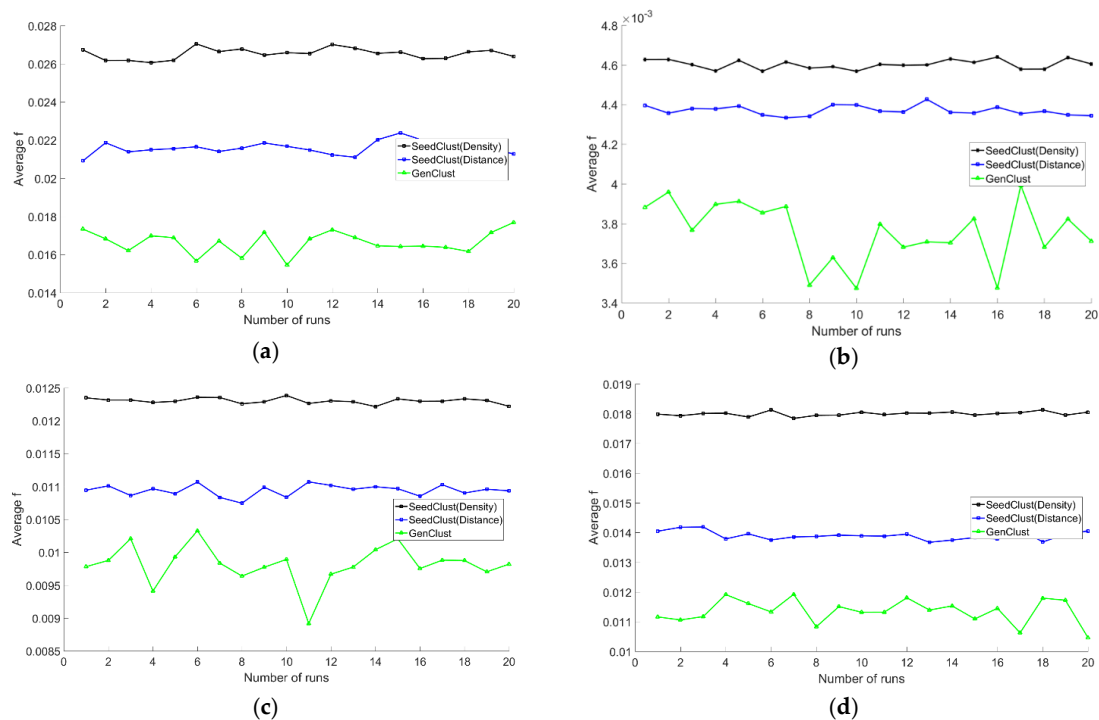 0.028
0.026
0.024
0.022
0.02
0.018
0.016
0.014
Average f
SeedClust(Density)
SeedClust(Distance)
GenClust
0 2 4 6 8 10 12 14 16 18 20
Number of runs
(a)
×10⁻³
4.8
4.6
4.4
4.2
4
3.8
3.6
3.4
Average f
SeedClust(Density)
SeedClust(Distance)
GenClust
0 2 4 6 8 10 12 14 16 18 20
Number of runs
(b)
0.0125
0.012
0.0115
0.011
0.0105
0.01
0.0095
0.009
0.0085
Average f
SeedClust(Density)
SeedClust(Distance)
GenClust
0 2 4 6 8 10 12 14 16 18 20
Number of runs
(c)
0.019
0.018
0.017
0.016
0.015
0.014
0.013
0.012
0.011
0.01
Average f
SeedClust(Density)
SeedClust(Distance)
GenClust
0 2 4 6 8 10 12 14 16 18 20
Number of runs
(d)